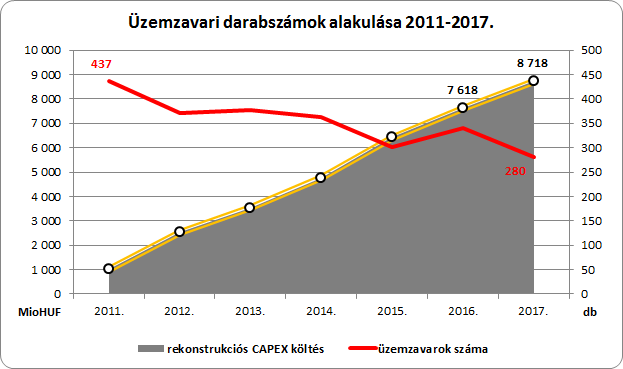 Üzemzavari darabszámok alakulása 2011-2017.
10 000 500
9 000 450
8 000 400
7 000 350
6 000 300
5 000 250
4 000 200
3 000 150
2 000 100
1 000 50
0 0
437
7 618
8 718
280
MioHUF 2011. 2012. 2013. 2014. 2015. 2016. 2017. db
rekonstrukciós CAPEX költés üzemzavarok száma